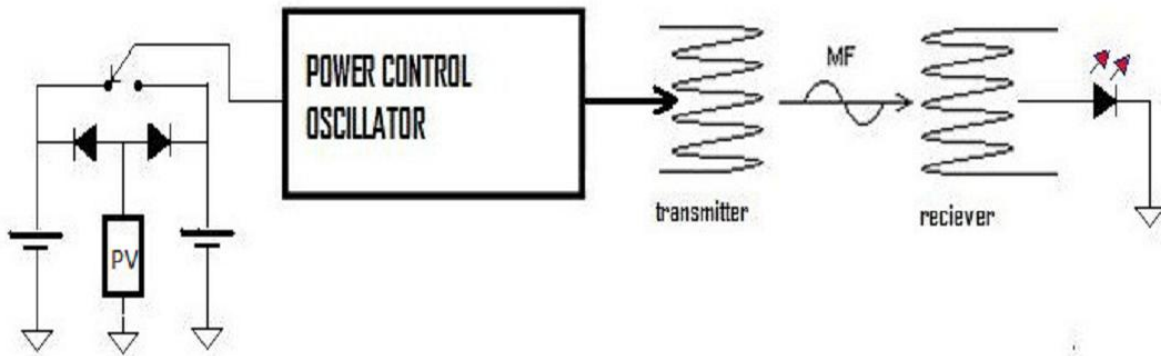 POWER CONTROL
OSCILLATOR
MF
PV
transmitter
reciever